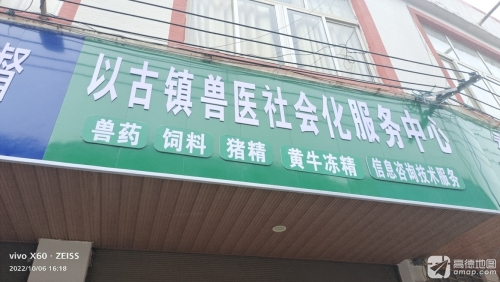 督
以古镇兽医社会化服务中心
兽药 饲料 猪精 黄牛冻精 信息咨询技术服务
vivo X60 · ZEISS
2022/10/06 16:18
高德地图
amap.com